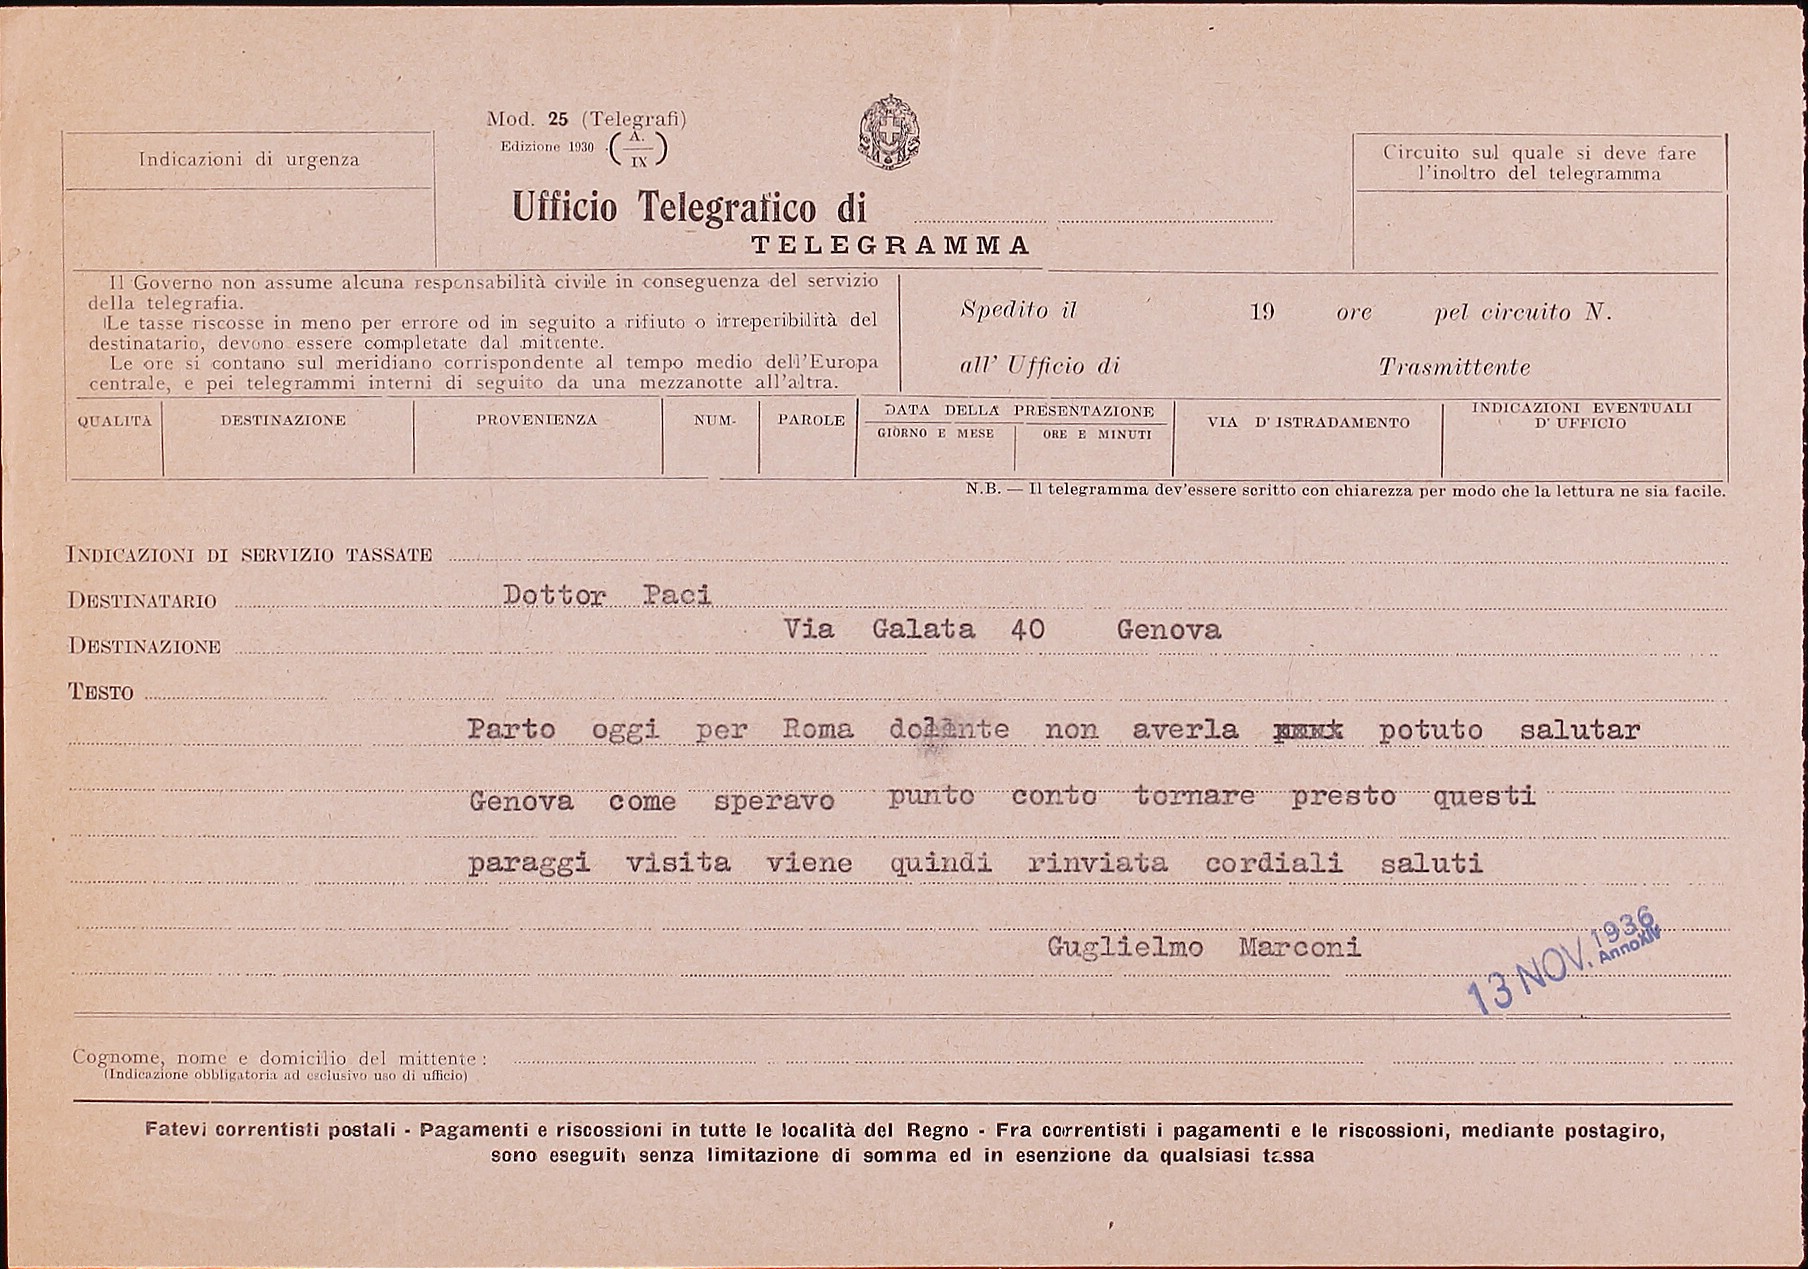 Mod. 25 (Telegrafi)
Edizione 1930 (A. IX)
Indicazioni di urgenza
Circuito sul quale si deve fare
l'inoltro del telegramma
Ufficio Telegrafico di
TELEGRAMMA
Il Governo non assume alcuna responsabilità civile in conseguenza del servizio
della telegrafia.
Le tasse riscosse in meno per errore od in seguito a rifiuto o irreperibilità del
destinatario, devono essere completate dal mittente.
Le ore si contano sul meridiano corrispondente al tempo medio dell'Europa
centrale, e pei telegrammi interni di seguito da una mezzanotte all'altra.
Spedito il 19 ore pel circuito N.
all' Ufficio di Trasmittente
QUALITÀ DESTINAZIONE PROVENIENZA NUM. PAROLE DATA DELLA PRESENTAZIONE VIA D'ISTRADAMENTO INDICAZIONI EVENTUALI
D'UFFICIO
GIORNO E MESE ORE E MINUTI
N.B. — Il telegramma dev'essere scritto con chiarezza per modo che la lettura ne sia facile.
INDICAZIONI DI SERVIZIO TASSATE
DESTINATARIO Dottor Paci
Via Galata 40 Genova
DESTINAZIONE
TESTO
Parto oggi per Roma dolente non averla potuto salutar
Genova come speravo punto conto tornare presto questi
paraggi visita viene quindi rinviata cordiali saluti
Guglielmo Marconi
13 NOV. 1936
Anno XIV
Cognome, nome e domicilio del mittente:
(Indicazione obbligatoria ad esclusivo uso di ufficio)
Fatevi correntisti postali - Pagamenti e riscossioni in tutte le località del Regno - Fra correntisti i pagamenti e le riscossioni, mediante postagiro,
sono eseguiti senza limitazione di somma ed in esenzione da qualsiasi tassa